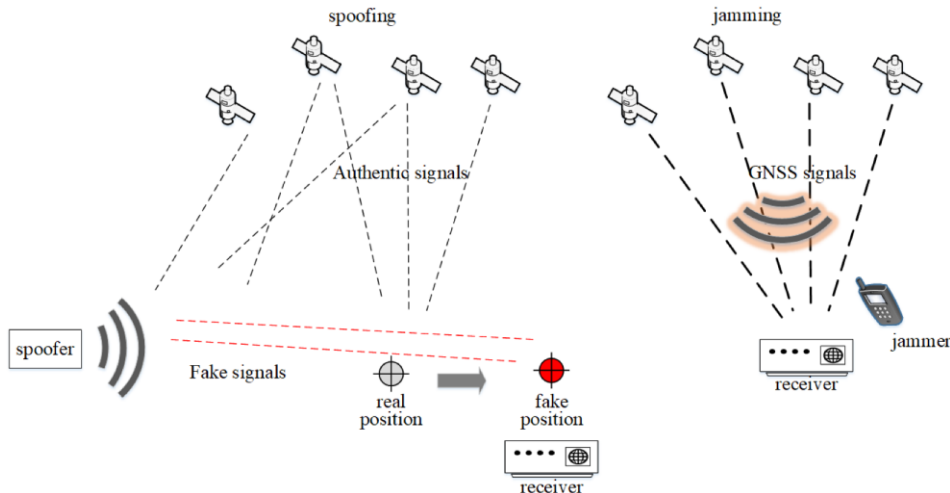 spoofing
jamming
Authentic signals
GNSS signals
spoofer
Fake signals
real
position
fake
position
receiver
jammer
receiver